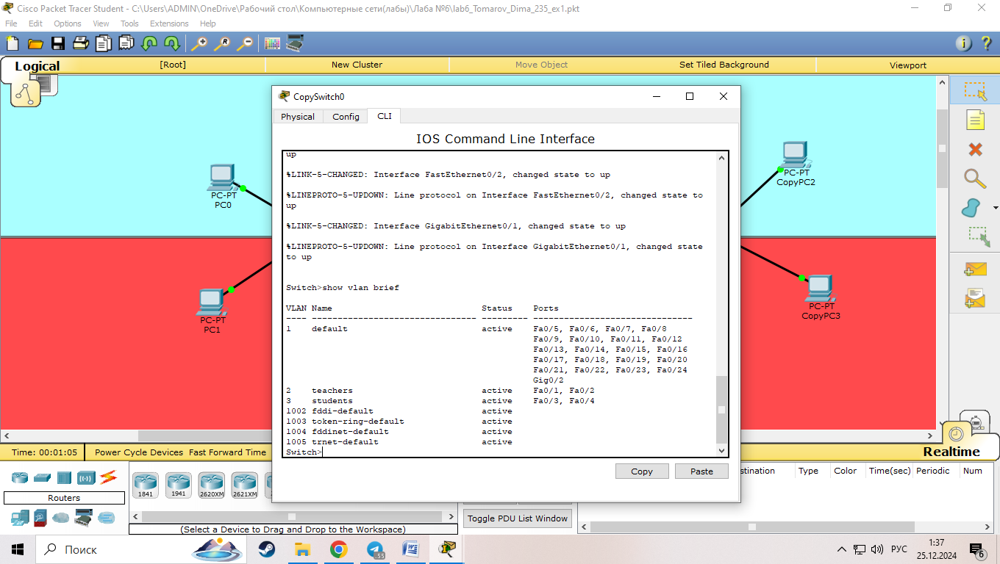 Cisco Packet Tracer Student - C:\Users\ADMIN\OneDrive\Рабочий стол\Компьютерные сети(лабы)\Лаба №6\lab6_Tomarov_Dima_235_ex1.pkt
File Edit Options View Tools Extensions Help
Logical [Root] New Cluster Move Object Set Tiled Background Viewport
CopySwitch0
Physical Config CLI
IOS Command Line Interface
up
%LINK-5-CHANGED: Interface FastEthernet0/2, changed state to up
%LINEPROTO-5-UPDOWN: Line protocol on Interface FastEthernet0/2, changed state to
up
%LINK-5-CHANGED: Interface GigabitEthernet0/1, changed state to up
%LINEPROTO-5-UPDOWN: Line protocol on Interface GigabitEthernet0/1, changed state
to up
Switch>show vlan brief
VLAN Name Status Ports
---- -------------------------------- --------- -------------------------------
1 default active Fa0/5, Fa0/6, Fa0/7, Fa0/8
Fa0/9, Fa0/10, Fa0/11, Fa0/12
Fa0/13, Fa0/14, Fa0/15, Fa0/16
Fa0/17, Fa0/18, Fa0/19, Fa0/20
Fa0/21, Fa0/22, Fa0/23, Fa0/24
Gig0/2
2 teachers active Fa0/1, Fa0/2
3 students active Fa0/3, Fa0/4
1002 fddi-default active
1003 token-ring-default active
1004 fddinet-default active
1005 trnet-default active
Switch>
Copy Paste
PC-PT
PC0
PC-PT
PC1
PC-PT
CopyPC2
PC-PT
CopyPC3
Time: 00:01:05 Power Cycle Devices Fast Forward Time
Realtime
Routers
1841 1941 2620XM 2621XM
(Select a Device to Drag and Drop to the Workspace)
Toggle PDU List Window
stination Type Color Time(sec) Periodic Num
Поиск
55
РУС
1:37
25.12.2024
6